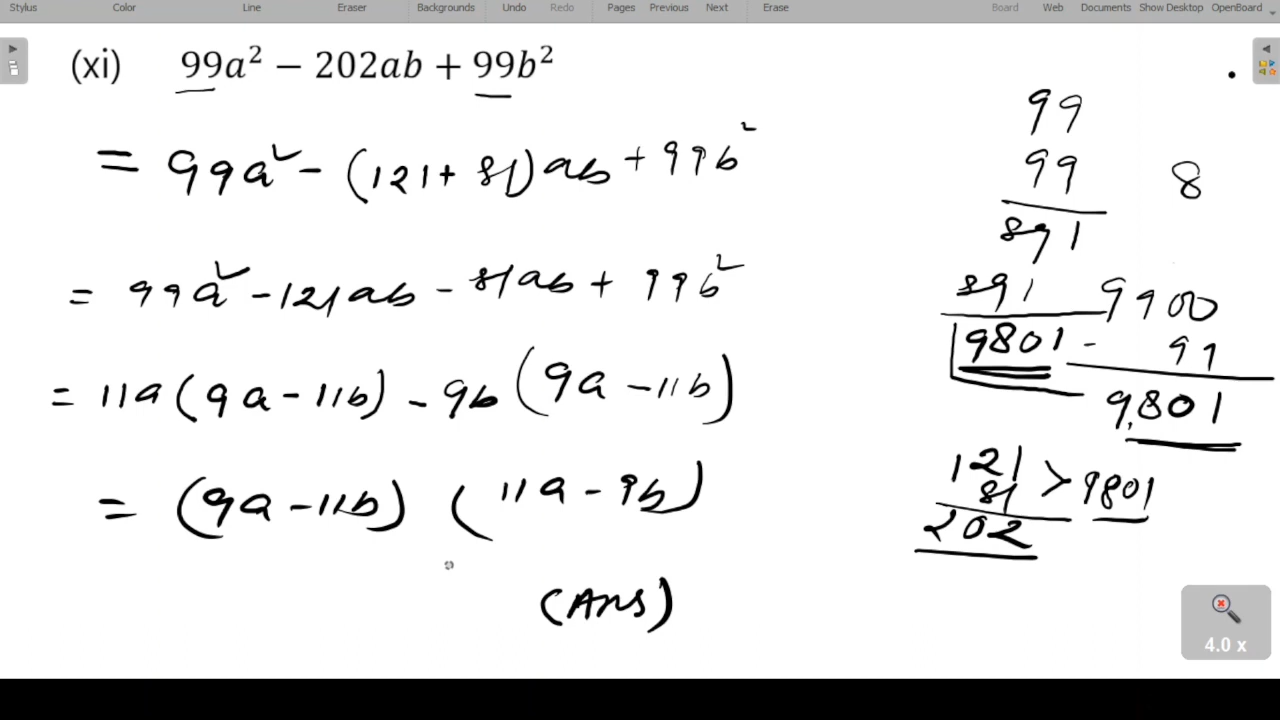 Stylus Color Line Eraser Backgrounds Undo Redo Pages Previous Next Erase Board Web Documents Show Desktop OpenBoard
(xi) 99a² − 202ab + 99b²
= 99a² − (121 + 81)ab + 99b²
= 99a² − 121ab − 81ab + 99b²
= 11a(9a − 11b) − 9b(9a − 11b)
= (9a − 11b) (11a − 9b)
(Ans)
99
99
8
891
891
9801
9900
− 99
9,801
121
81 > 9801
202
4.0 x